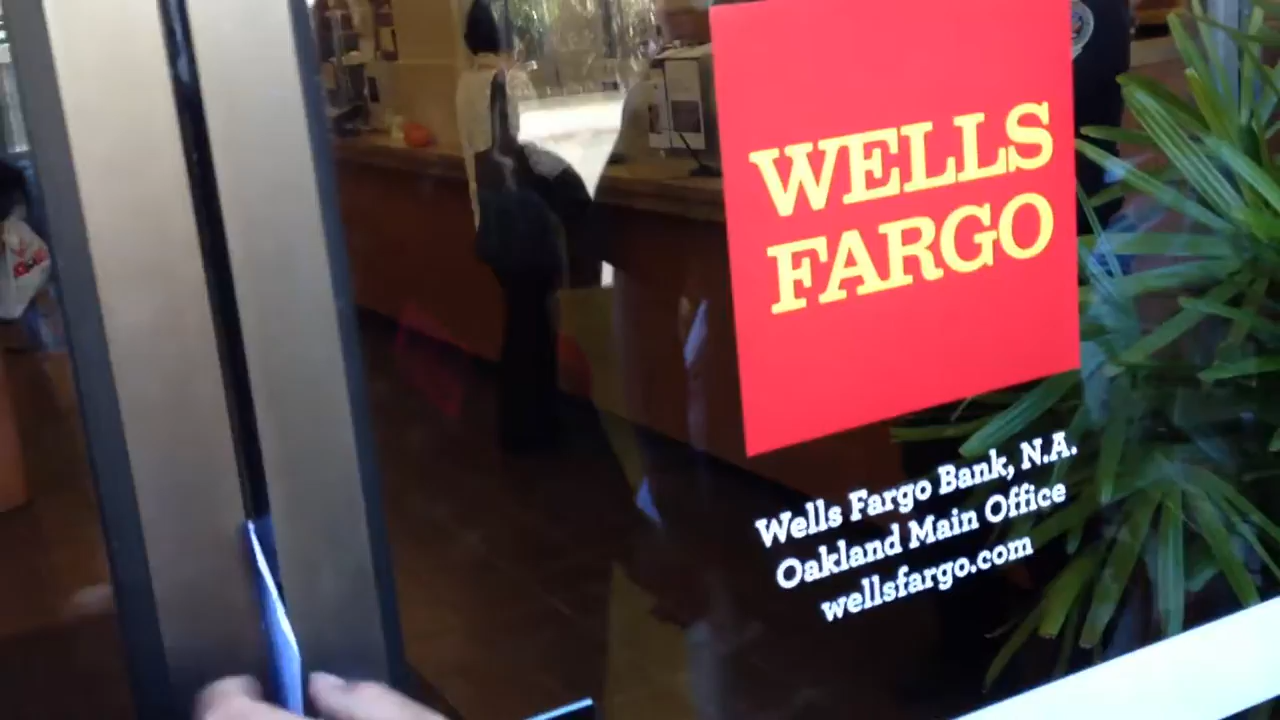 WELLS
FARGO
Wells Fargo Bank, N.A.
Oakland Main Office
wellsfargo.com